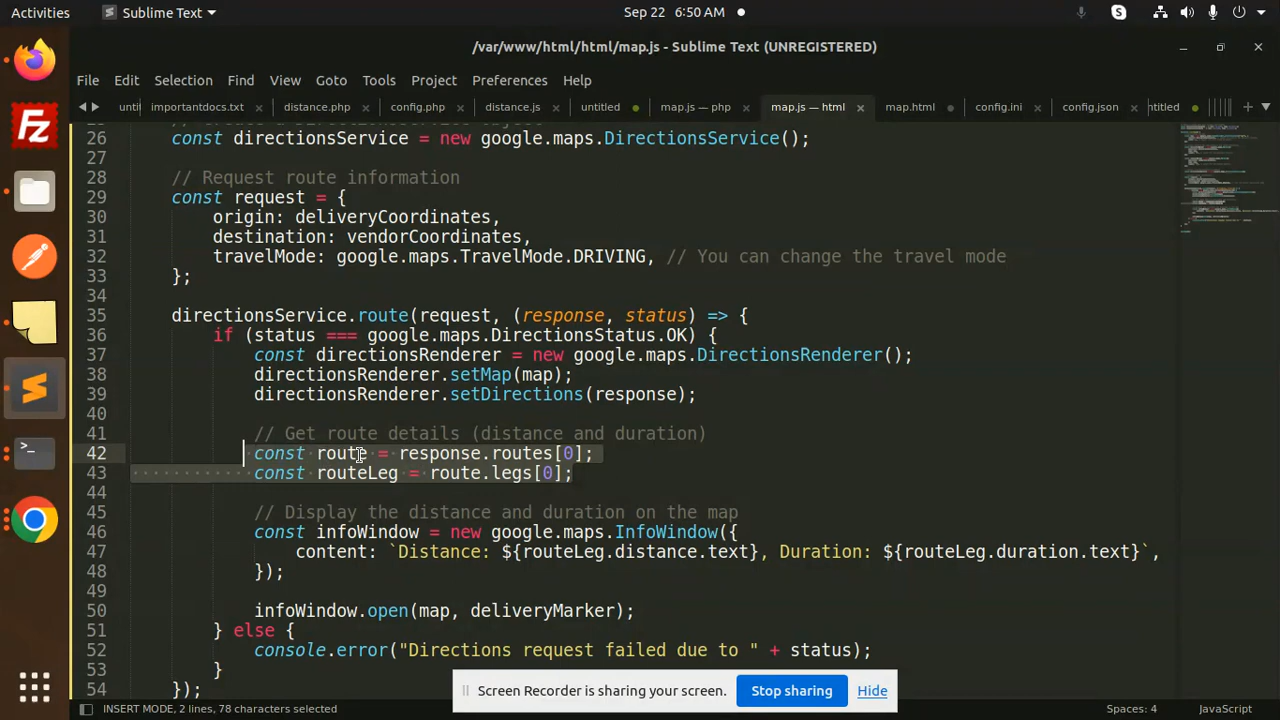 Activities
Sublime Text
Sep 22 6:50 AM
/var/www/html/html/map.js - Sublime Text (UNREGISTERED)
File Edit Selection Find View Goto Tools Project Preferences Help
unti importantdocs.txt distance.php config.php distance.js untitled map.js — php map.js — html map.html config.ini config.json ntitled
26 const directionsService = new google.maps.DirectionsService();
27
28 // Request route information
29 const request = {
30 origin: deliveryCoordinates,
31 destination: vendorCoordinates,
32 travelMode: google.maps.TravelMode.DRIVING, // You can change the travel mode
33 };
34
35 directionsService.route(request, (response, status) => {
36 if (status === google.maps.DirectionsStatus.OK) {
37 const directionsRenderer = new google.maps.DirectionsRenderer();
38 directionsRenderer.setMap(map);
39 directionsRenderer.setDirections(response);
40
41 // Get route details (distance and duration)
42 const route = response.routes[0];
43 const routeLeg = route.legs[0];
44
45 // Display the distance and duration on the map
46 const infoWindow = new google.maps.InfoWindow({
47 content: `Distance: ${routeLeg.distance.text}, Duration: ${routeLeg.duration.text}`,
48 });
49
50 infoWindow.open(map, deliveryMarker);
51 } else {
52 console.error("Directions request failed due to " + status);
53 }
54 });
Screen Recorder is sharing your screen. Stop sharing Hide
INSERT MODE, 2 lines, 78 characters selected
Spaces: 4
JavaScript